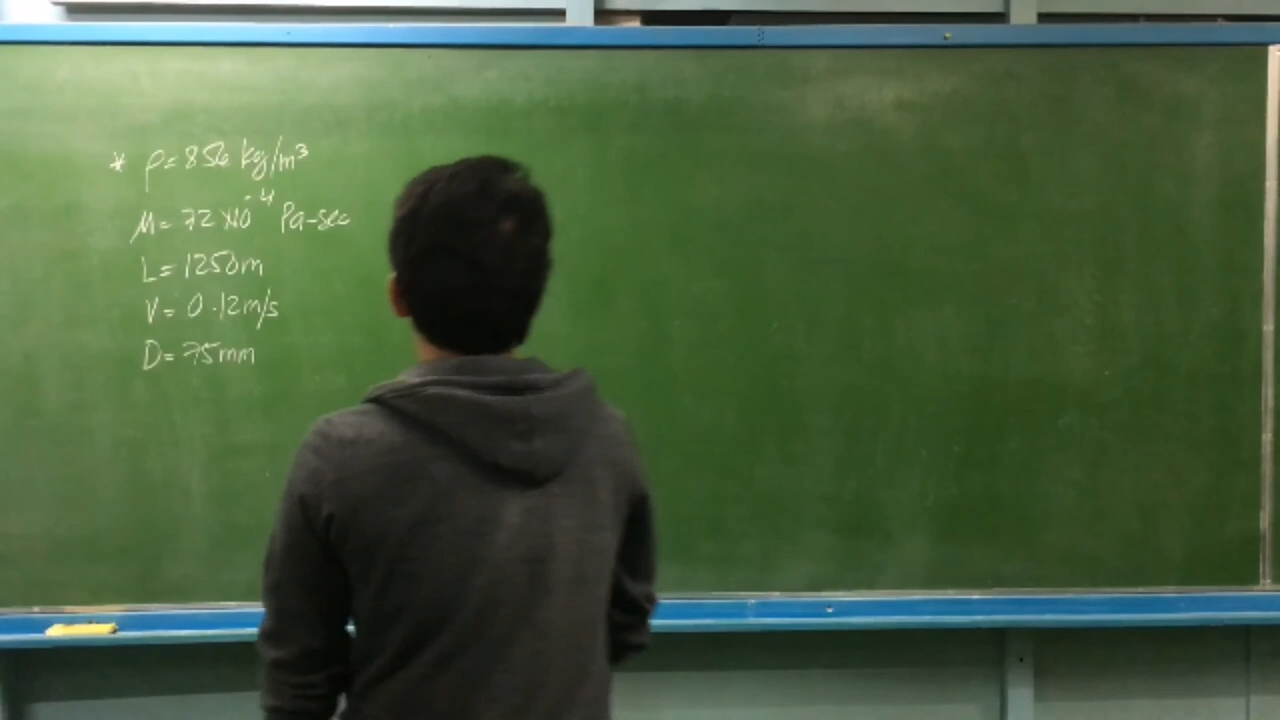 * ρ = 856 kg/m³
μ = 72 x10⁻⁴ Pa-sec
L = 1250m
V = 0.12m/s
D = 75mm